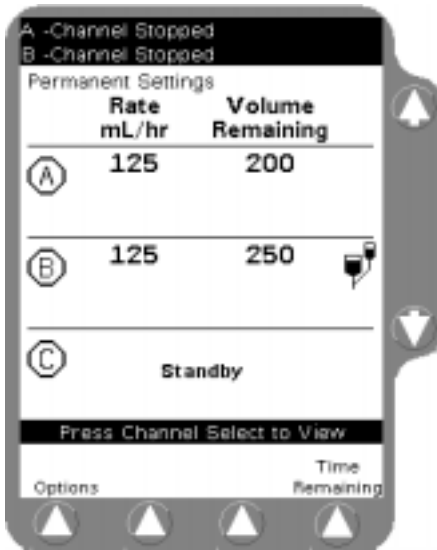 A -Channel Stopped
B -Channel Stopped
Permanent Settings
Rate Volume
mL/hr Remaining
A 125 200
B 125 250
C Standby
Press Channel Select to View
Time
Options Remaining